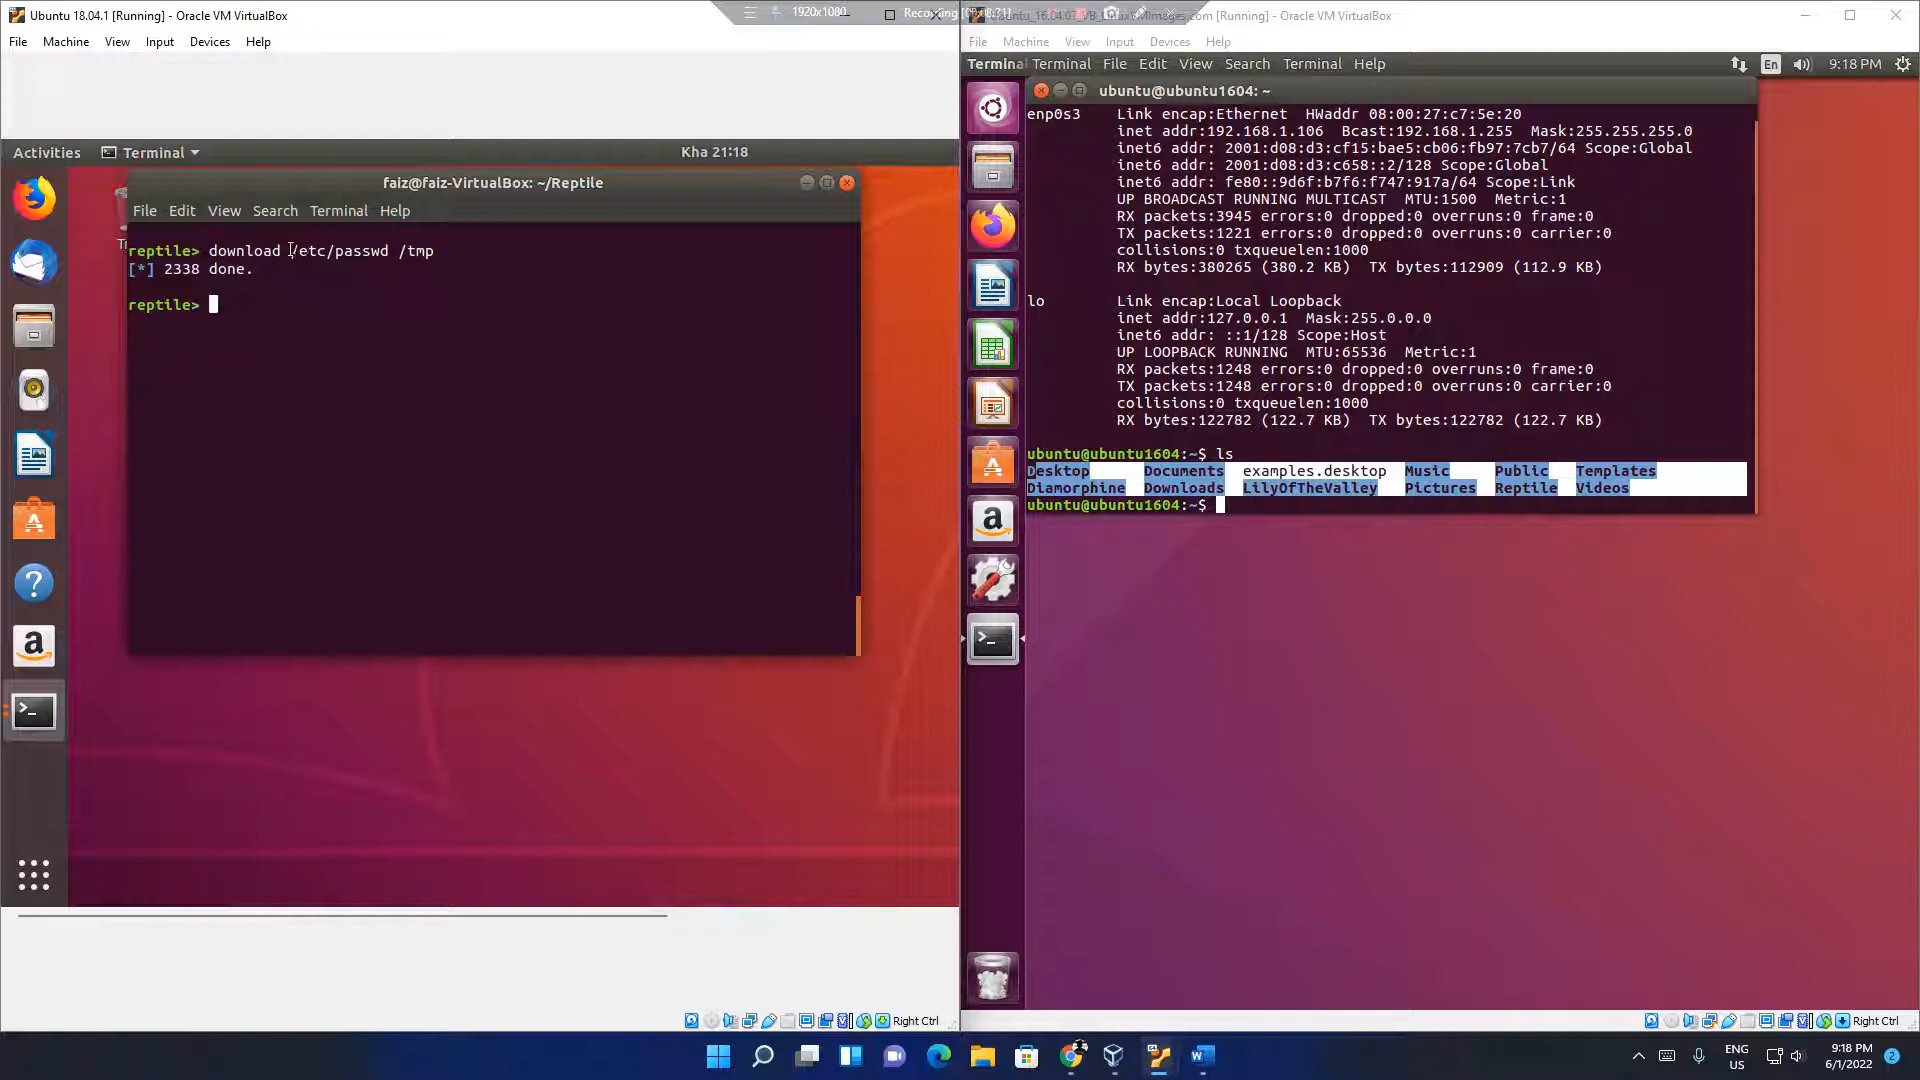 Ubuntu 18.04.1 [Running] - Oracle VM VirtualBox
File Machine View Input Devices Help
1920x1080
Recording
Activities
Terminal
Kha 21:18
faiz@faiz-VirtualBox: ~/Reptile
File Edit View Search Terminal Help
reptile> download /etc/passwd /tmp
[*] 2338 done.
reptile>
Right Ctrl
[Running] - Oracle VM VirtualBox
File Machine View Input Devices Help
Terminal File Edit View Search Terminal Help
En
9:18 PM
ubuntu@ubuntu1604: ~
enp0s3 Link encap:Ethernet HWaddr 08:00:27:c7:5e:20
inet addr:192.168.1.106 Bcast:192.168.1.255 Mask:255.255.255.0
inet6 addr: 2001:d08:d3:cf15:bae5:cb06:fb97:7cb7/64 Scope:Global
inet6 addr: 2001:d08:d3:c658::2/128 Scope:Global
inet6 addr: fe80::9d6f:b7f6:f747:917a/64 Scope:Link
UP BROADCAST RUNNING MULTICAST MTU:1500 Metric:1
RX packets:3945 errors:0 dropped:0 overruns:0 frame:0
TX packets:1221 errors:0 dropped:0 overruns:0 carrier:0
collisions:0 txqueuelen:1000
RX bytes:380265 (380.2 KB) TX bytes:112909 (112.9 KB)
lo Link encap:Local Loopback
inet addr:127.0.0.1 Mask:255.0.0.0
inet6 addr: ::1/128 Scope:Host
UP LOOPBACK RUNNING MTU:65536 Metric:1
RX packets:1248 errors:0 dropped:0 overruns:0 frame:0
TX packets:1248 errors:0 dropped:0 overruns:0 carrier:0
collisions:0 txqueuelen:1000
RX bytes:122782 (122.7 KB) TX bytes:122782 (122.7 KB)
ubuntu@ubuntu1604:~$ ls
Desktop Documents examples.desktop Music Public Templates
Diamorphine Downloads LilyOfTheValley Pictures Reptile Videos
ubuntu@ubuntu1604:~$
Right Ctrl
ENG
US
9:18 PM
6/1/2022
2